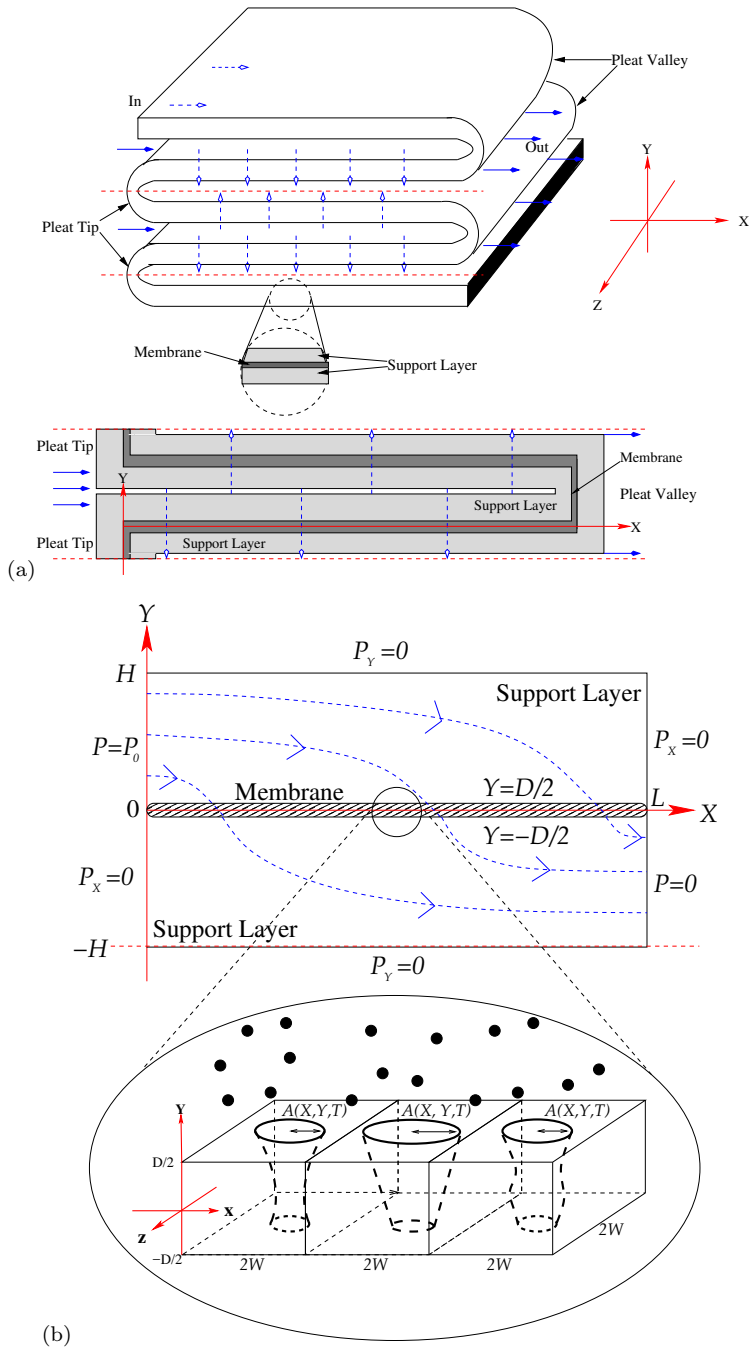 Pleat Valley
In
Out
Y
X
Z
Pleat Tip
Membrane
Support Layer
Pleat Tip
Y
Membrane
Support Layer
Pleat Valley
X
Pleat Tip
Support Layer
(a)
Y
P_Y=0
H
Support Layer
P=P_0
P_X=0
Membrane
Y=D/2
L
0
X
Y=−D/2
P_X=0
P=0
Support Layer
−H
P_Y=0
Y
A(X,Y,T)
A(X, Y,T)
A(X,Y,T)
D/2
x
z
−D/2
2W
2W
2W
2W
(b)